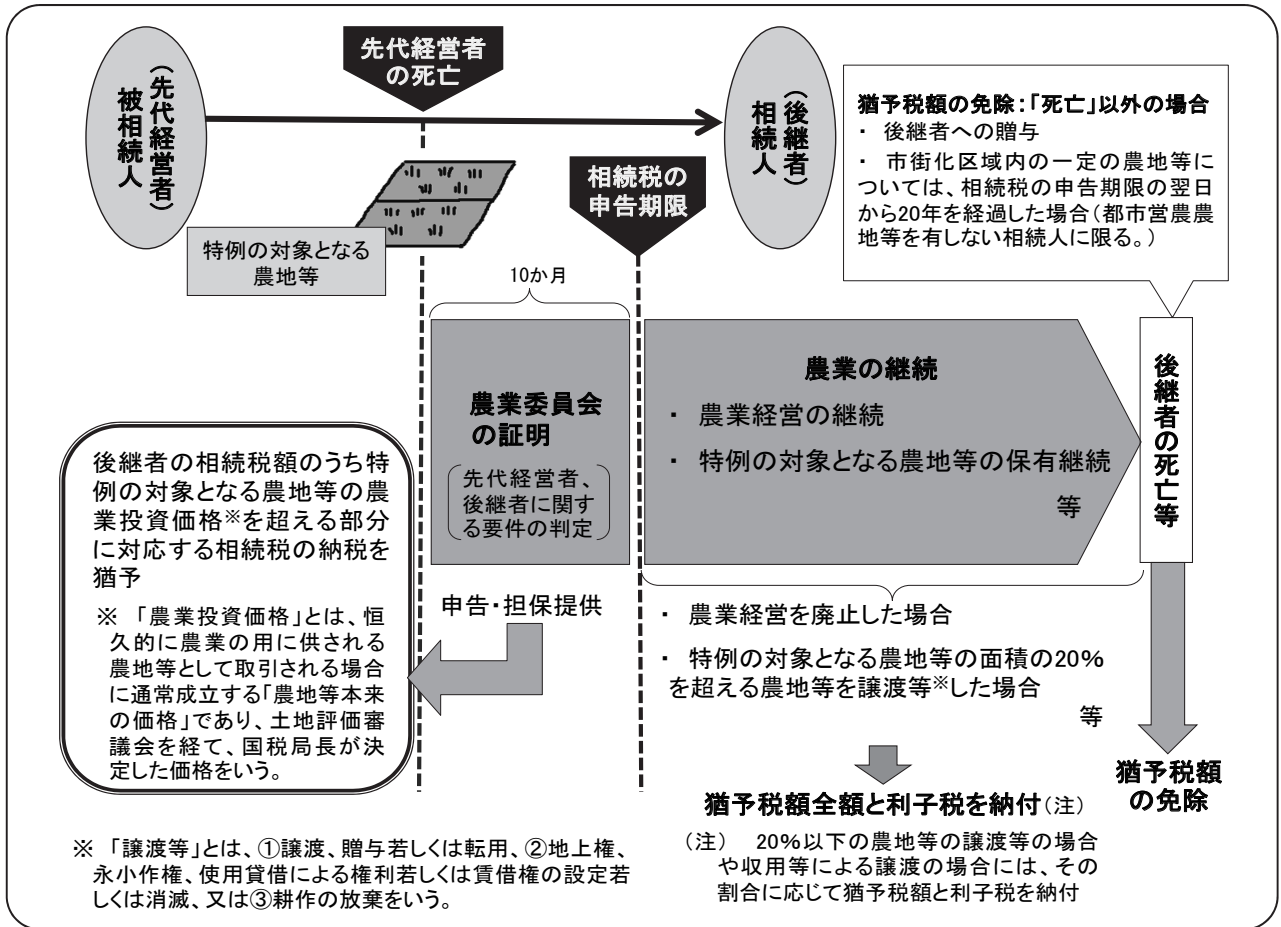 先代経営者
の死亡
(先代経営者)
被相続人
(後継者)
相続人
猶予税額の免除:「死亡」以外の場合
・ 後継者への贈与
・ 市街化区域内の一定の農地等に
ついては、相続税の申告期限の翌日
から20年を経過した場合(都市営農農
地等を有しない相続人に限る。)
相続税の
申告期限
特例の対象となる
農地等
10か月
農業委員会
の証明
先代経営者、
後継者に関す
る要件の判定
農業の継続
・ 農業経営の継続
・ 特例の対象となる農地等の保有継続
等
後継者の死亡等
後継者の相続税額のうち特
例の対象となる農地等の農
業投資価格※を超える部分
に対応する相続税の納税を
猶予
※ 「農業投資価格」とは、恒
久的に農業の用に供される
農地等として取引される場合
に通常成立する「農地等本来
の価格」であり、土地評価審
議会を経て、国税局長が決
定した価格をいう。
申告・担保提供
・ 農業経営を廃止した場合
・ 特例の対象となる農地等の面積の20%
を超える農地等を譲渡等※した場合
等
猶予税額全額と利子税を納付(注)
(注) 20%以下の農地等の譲渡等の場合
や収用等による譲渡の場合には、その
割合に応じて猶予税額と利子税を納付
猶予税額
の免除
※ 「譲渡等」とは、①譲渡、贈与若しくは転用、②地上権、
永小作権、使用貸借による権利若しくは賃借権の設定若
しくは消滅、又は③耕作の放棄をいう。